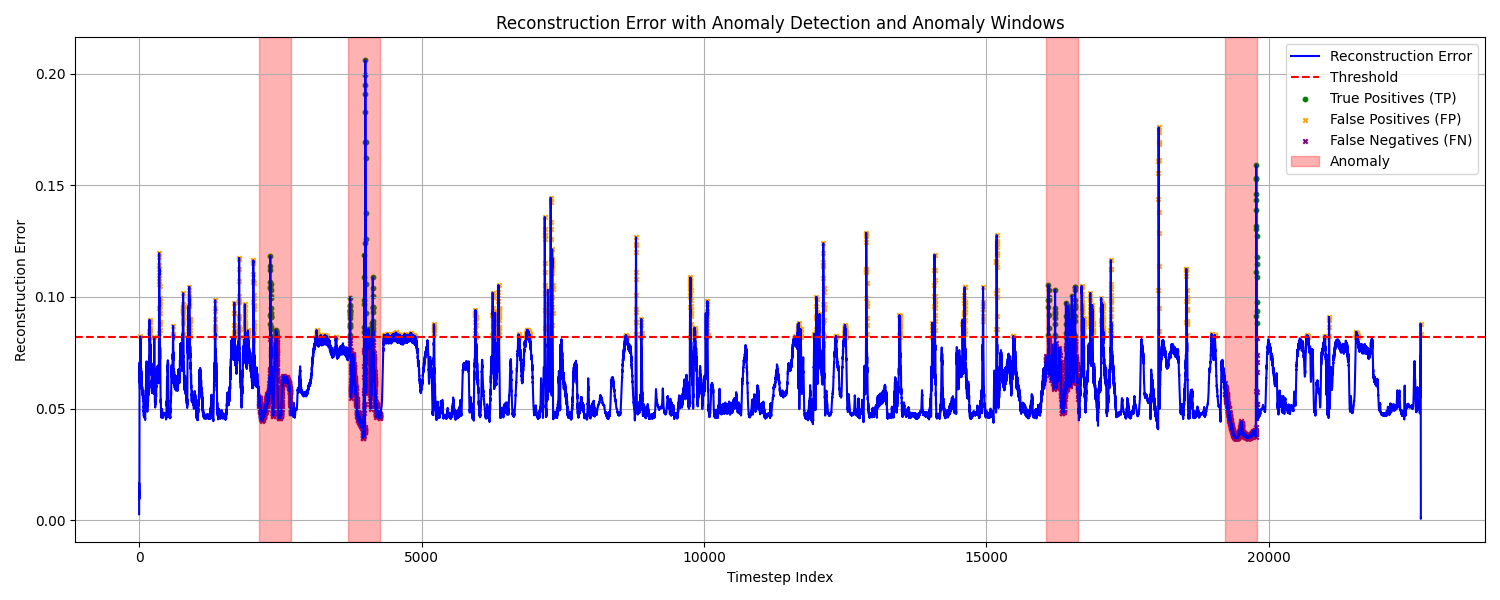 Reconstruction Error with Anomaly Detection and Anomaly Windows
Reconstruction Error
Threshold
True Positives (TP)
False Positives (FP)
False Negatives (FN)
Anomaly
Reconstruction Error
0.20
0.15
0.10
0.05
0.00
0 5000 10000 15000 20000
Timestep Index